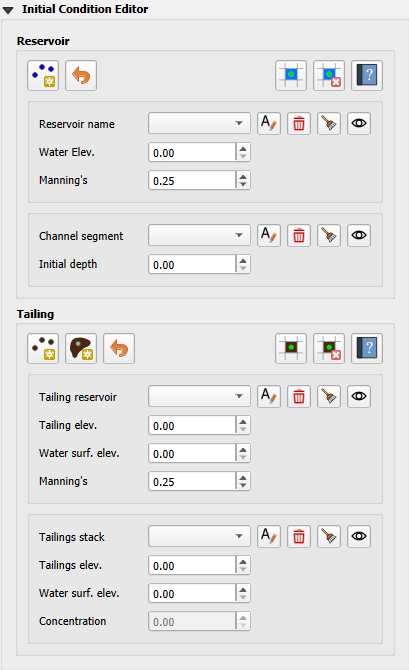 Initial Condition Editor
Reservoir
?
Reservoir name A
Water Elev. 0.00
Manning's 0.25
Channel segment A
Initial depth 0.00
Tailing
?
Tailing reservoir A
Tailing elev. 0.00
Water surf. elev. 0.00
Manning's 0.25
Tailings stack A
Tailings elev. 0.00
Water surf. elev. 0.00
Concentration 0.00